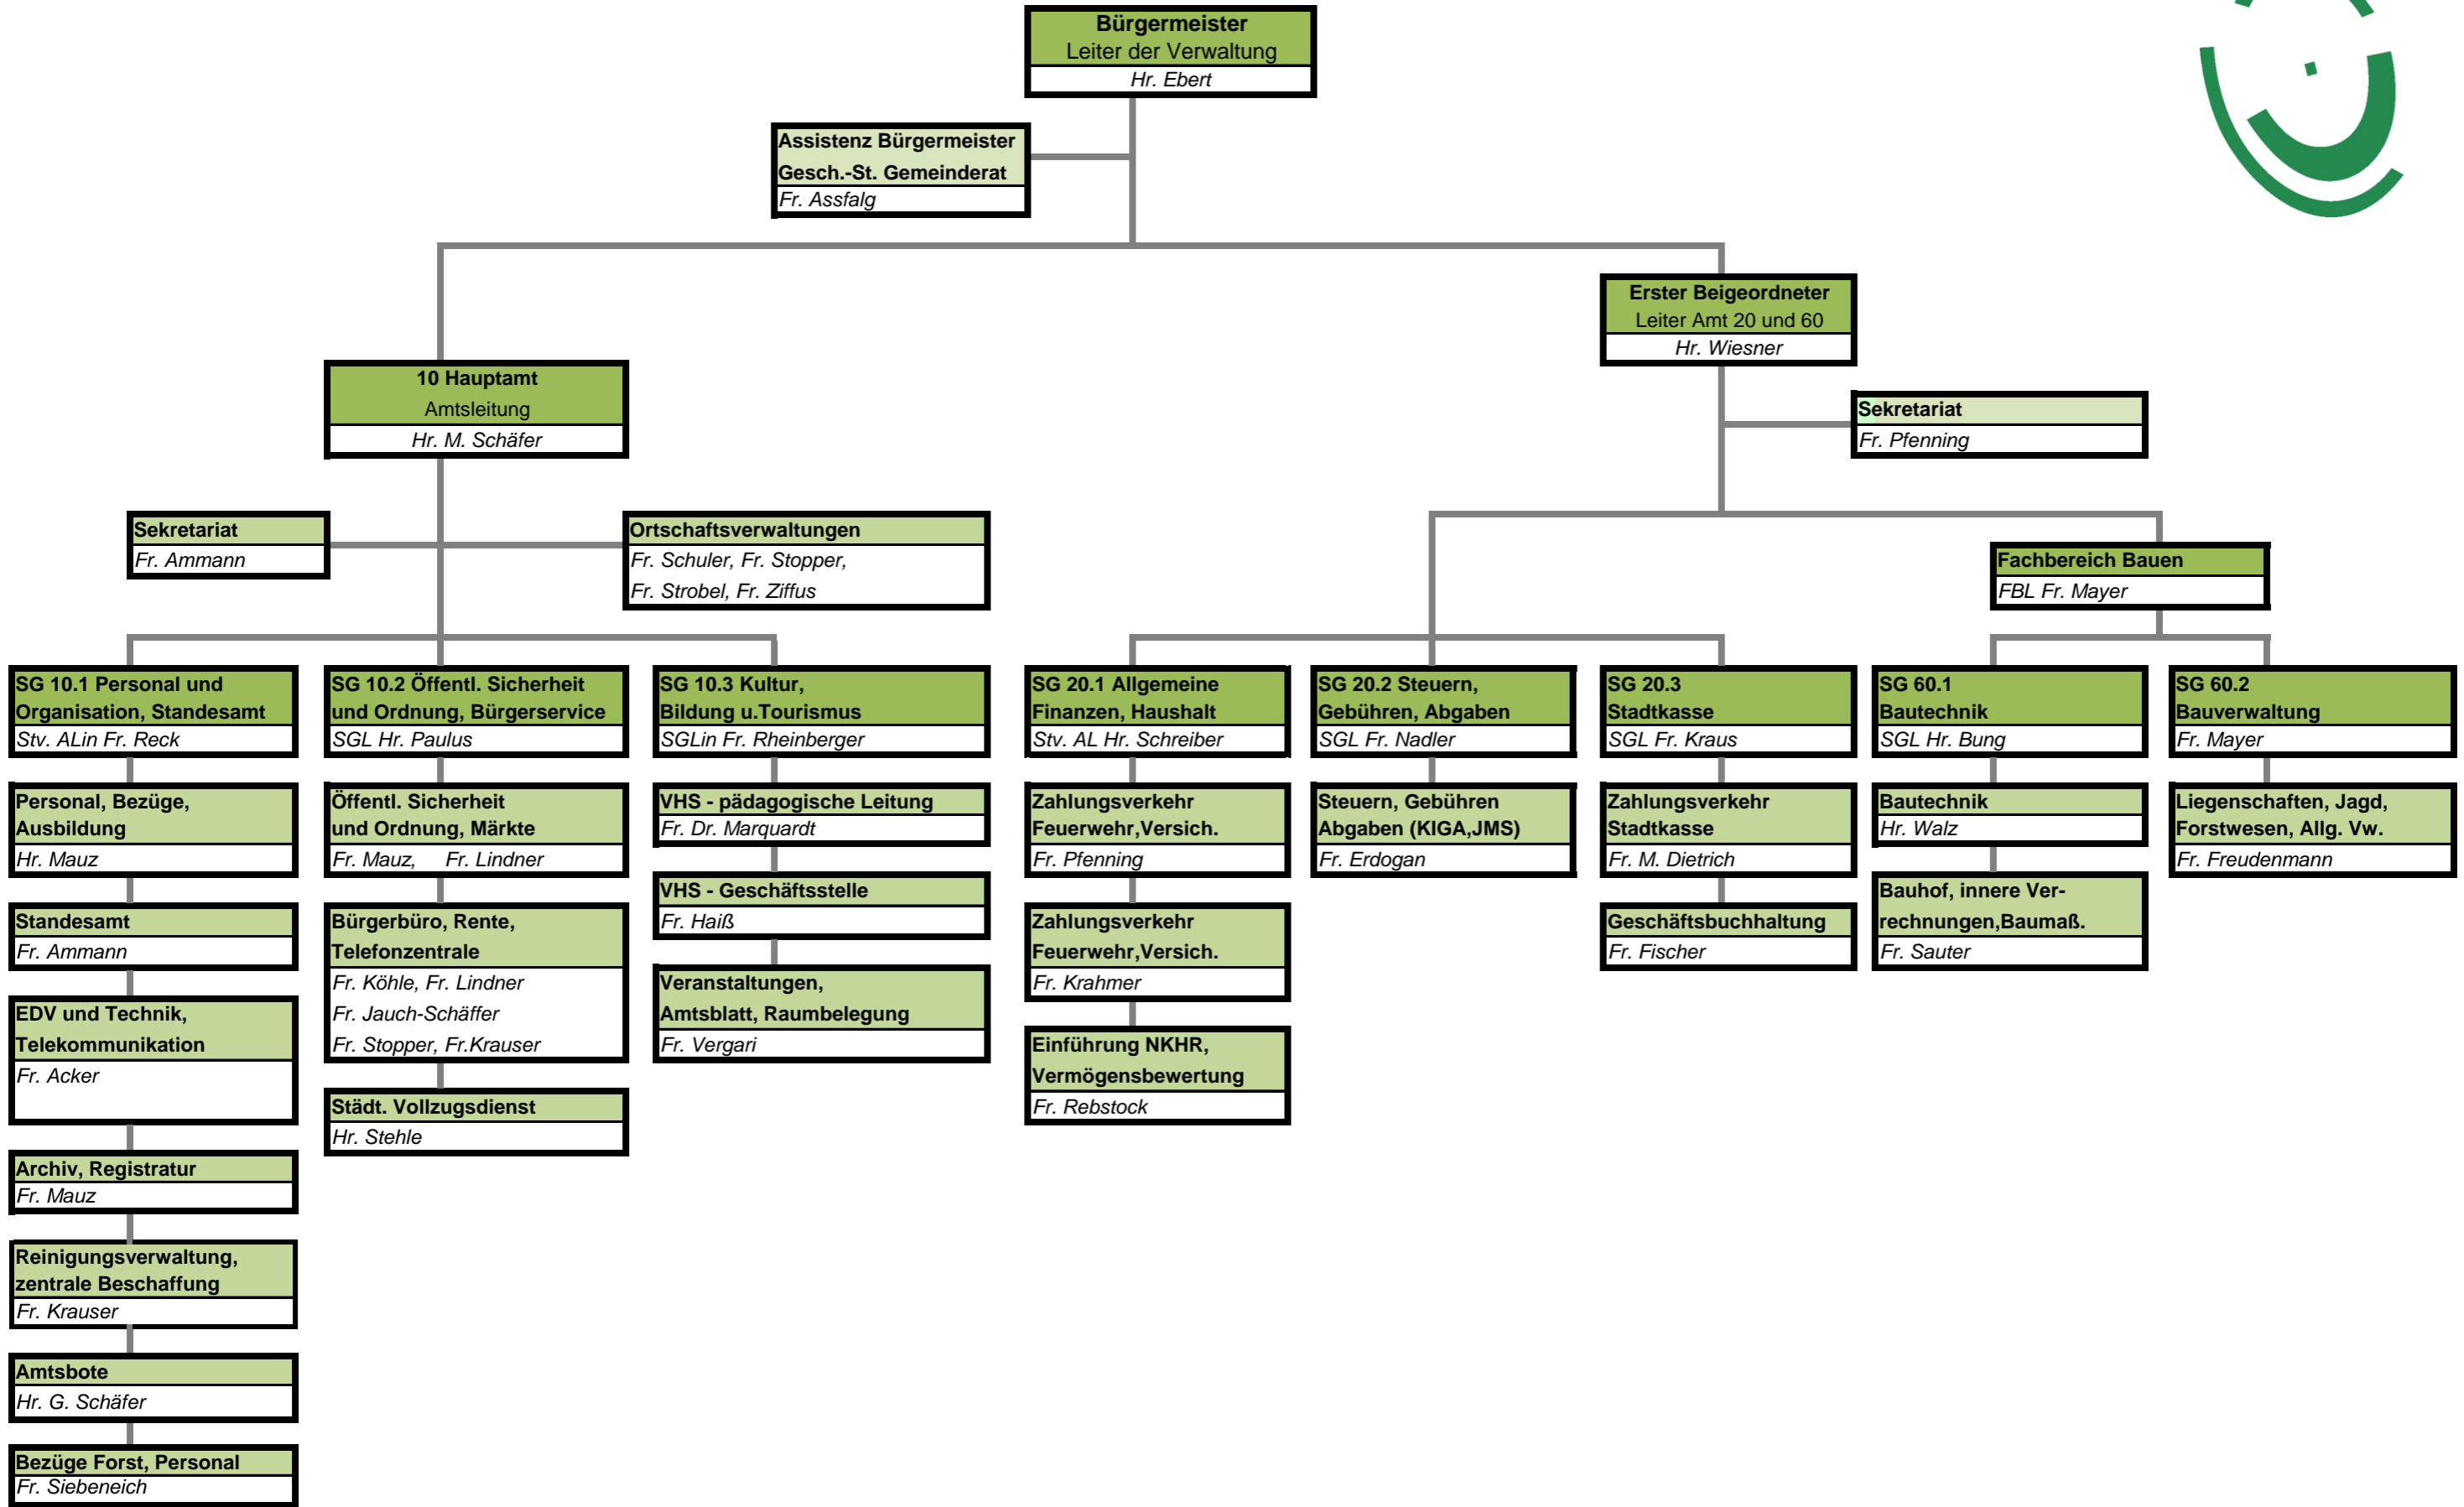 Bürgermeister
Leiter der Verwaltung
Hr. Ebert
Assistenz Bürgermeister
Gesch.-St. Gemeinderat
Fr. Assfalg
Erster Beigeordneter
Leiter Amt 20 und 60
Hr. Wiesner
10 Hauptamt
Amtsleitung
Hr. M. Schäfer
Sekretariat
Fr. Pfenning
Sekretariat
Fr. Ammann
Ortschaftsverwaltungen
Fr. Schuler, Fr. Stopper,
Fr. Strobel, Fr. Ziffus
Fachbereich Bauen
FBL Fr. Mayer
SG 10.1 Personal und
Organisation, Standesamt
Stv. ALin Fr. Reck
Personal, Bezüge,
Ausbildung
Hr. Mauz
Standesamt
Fr. Ammann
EDV und Technik,
Telekommunikation
Fr. Acker
Archiv, Registratur
Fr. Mauz
Reinigungsverwaltung,
zentrale Beschaffung
Fr. Krauser
Amtsbote
Hr. G. Schäfer
Bezüge Forst, Personal
Fr. Siebeneich
SG 10.2 Öffentl. Sicherheit
und Ordnung, Bürgerservice
SGL Hr. Paulus
Öffentl. Sicherheit
und Ordnung, Märkte
Fr. Mauz, Fr. Lindner
Bürgerbüro, Rente,
Telefonzentrale
Fr. Köhle, Fr. Lindner
Fr. Jauch-Schäffer
Fr. Stopper, Fr.Krauser
Städt. Vollzugsdienst
Hr. Stehle
SG 10.3 Kultur,
Bildung u.Tourismus
SGLin Fr. Rheinberger
VHS - pädagogische Leitung
Fr. Dr. Marquardt
VHS - Geschäftsstelle
Fr. Haiß
Veranstaltungen,
Amtsblatt, Raumbelegung
Fr. Vergari
SG 20.1 Allgemeine
Finanzen, Haushalt
Stv. AL Hr. Schreiber
Zahlungsverkehr
Feuerwehr,Versich.
Fr. Pfenning
Zahlungsverkehr
Feuerwehr,Versich.
Fr. Krahmer
Einführung NKHR,
Vermögensbewertung
Fr. Rebstock
SG 20.2 Steuern,
Gebühren, Abgaben
SGL Fr. Nadler
Steuern, Gebühren
Abgaben (KIGA,JMS)
Fr. Erdogan
SG 20.3
Stadtkasse
SGL Fr. Kraus
Zahlungsverkehr
Stadtkasse
Fr. M. Dietrich
Geschäftsbuchhaltung
Fr. Fischer
SG 60.1
Bautechnik
SGL Hr. Bung
Bautechnik
Hr. Walz
Bauhof, innere Ver-
rechnungen,Baumaß.
Fr. Sauter
SG 60.2
Bauverwaltung
Fr. Mayer
Liegenschaften, Jagd,
Forstwesen, Allg. Vw.
Fr. Freudenmann